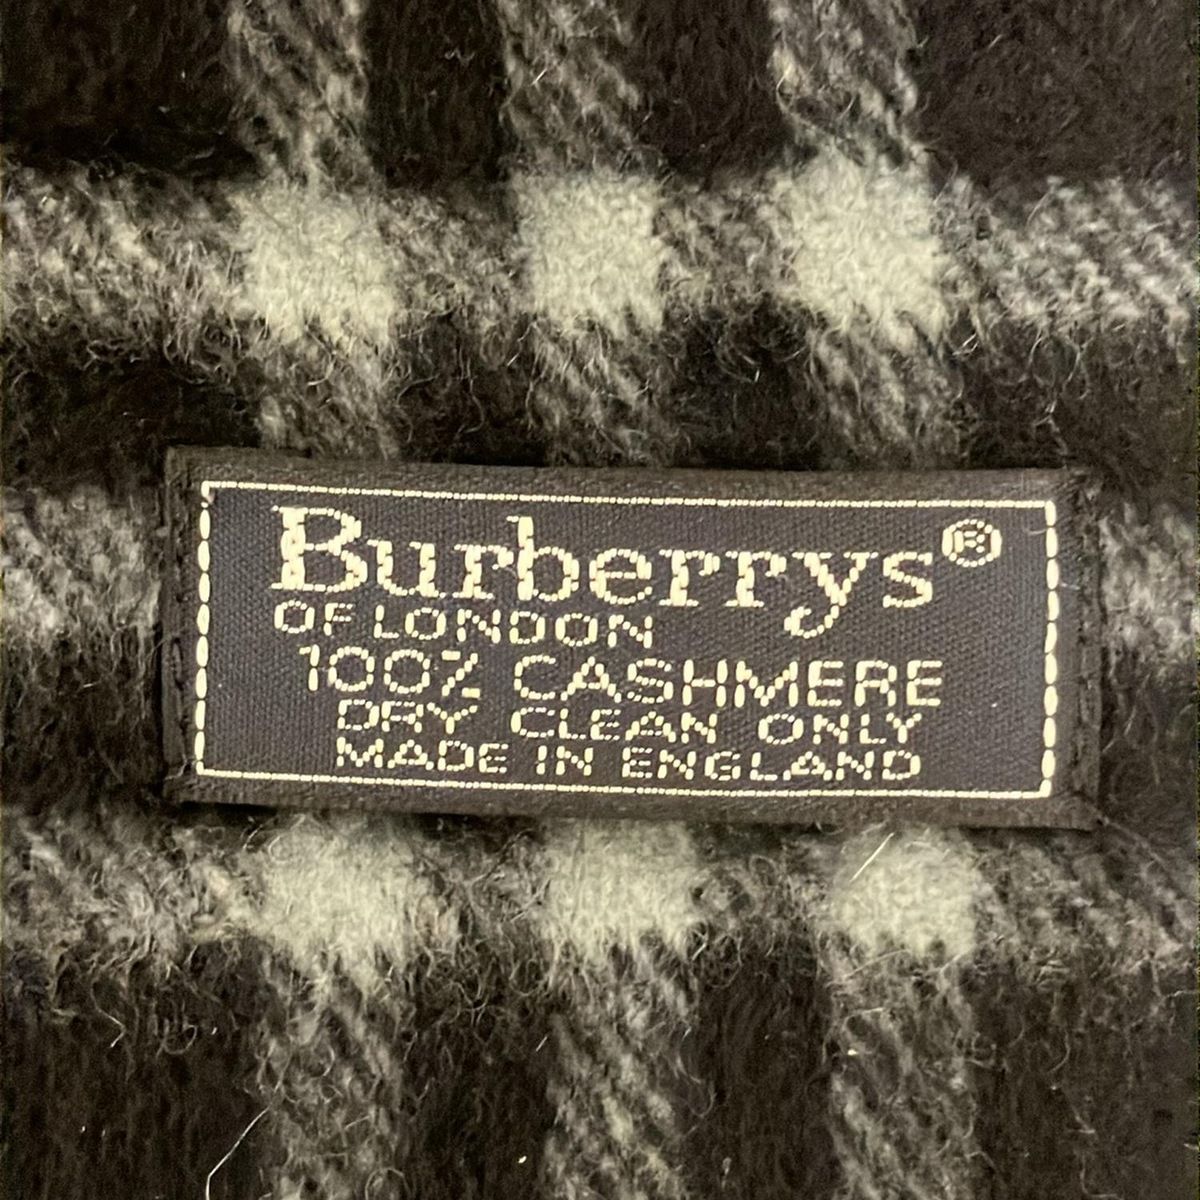 Burberrys®
OF LONDON
100% CASHMERE
DRY CLEAN ONLY
MADE IN ENGLAND